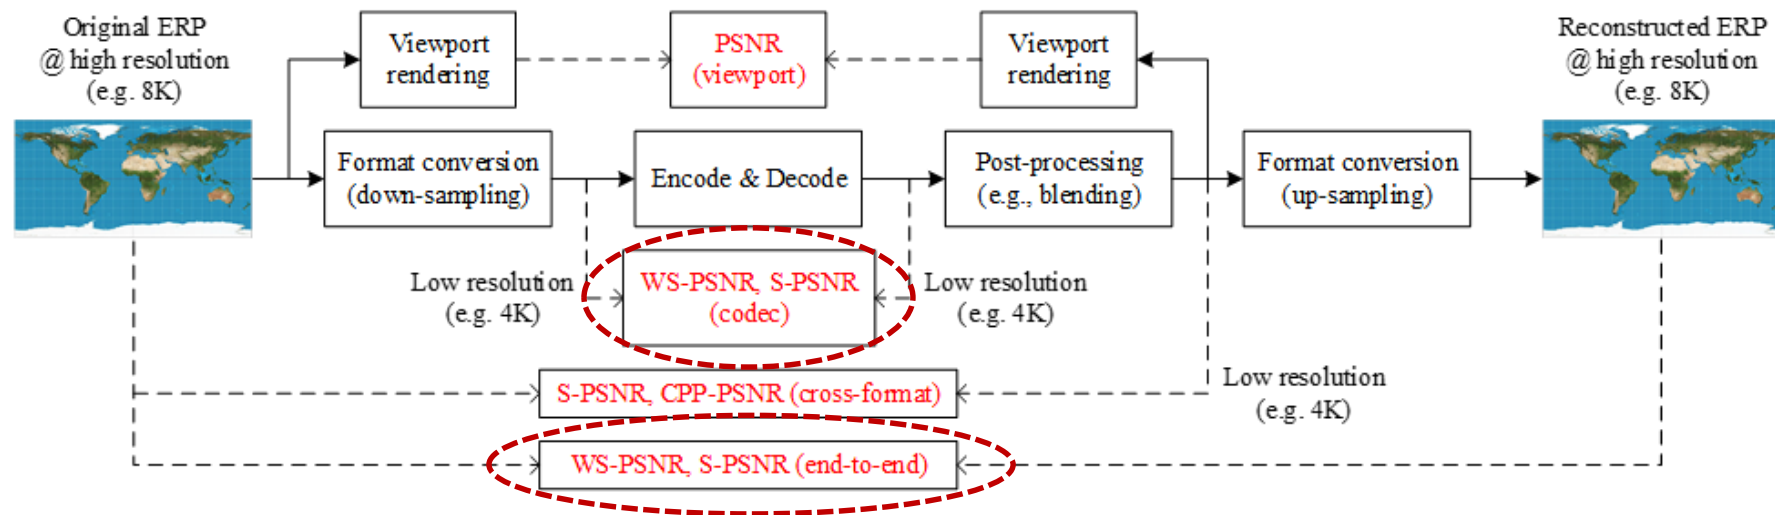 Original ERP
@ high resolution
(e.g. 8K)
Viewport
rendering
PSNR
(viewport)
Viewport
rendering
Reconstructed ERP
@ high resolution
(e.g. 8K)
Format conversion
(down-sampling)
Encode & Decode
Post-processing
(e.g., blending)
Format conversion
(up-sampling)
Low resolution
(e.g. 4K)
WS-PSNR, S-PSNR
(codec)
Low resolution
(e.g. 4K)
S-PSNR, CPP-PSNR (cross-format)
Low resolution
(e.g. 4K)
WS-PSNR, S-PSNR (end-to-end)